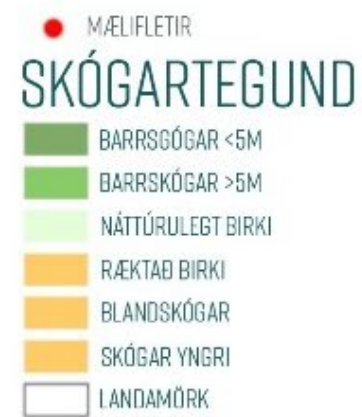 MÆLIFLETIR
SKÓGARTEGUND
BARRSGÓGAR <5M
BARRSKÓGAR >5M
NÁTTÚRULEGT BIRKI
RÆKTAÐ BIRKI
BLANDSKÓGAR
SKÓGAR YNGRI
LANDAMÖRK